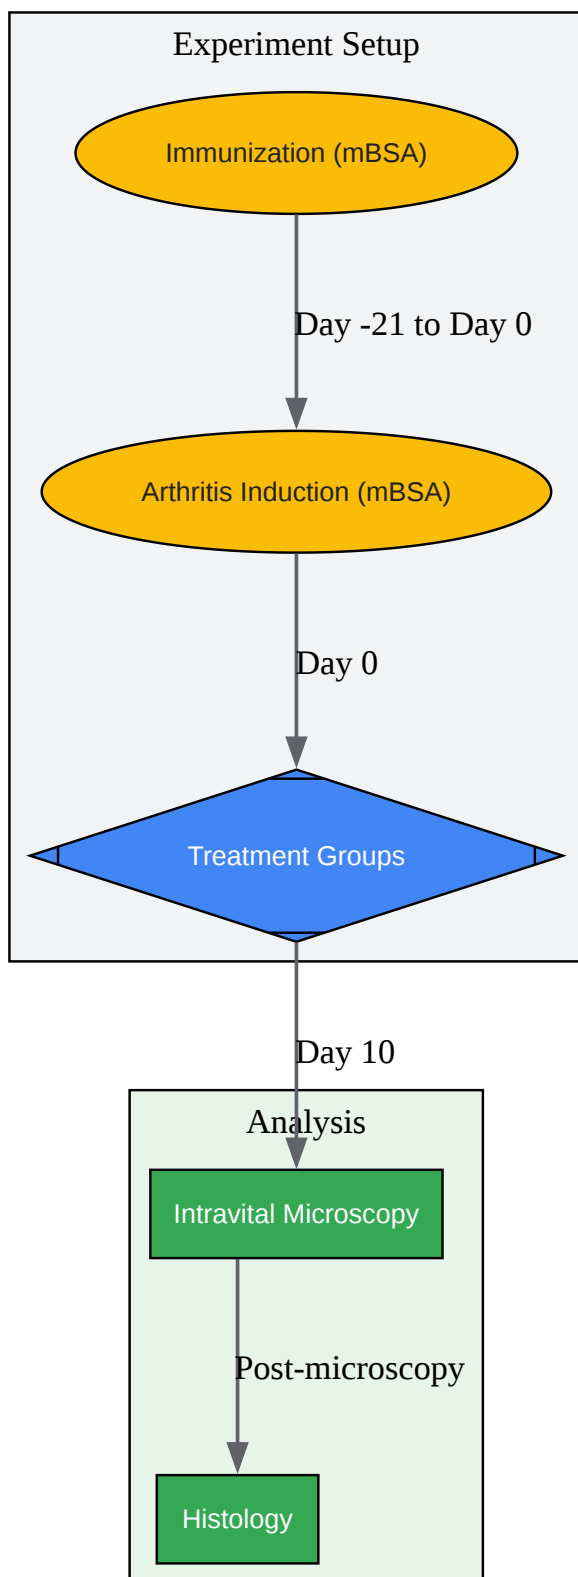 Experiment Setup
Immunization (mBSA)
Day -21 to Day 0
Arthritis Induction (mBSA)
Day 0
Treatment Groups
Day 10
Analysis
Intravital Microscopy
Post-microscopy
Histology